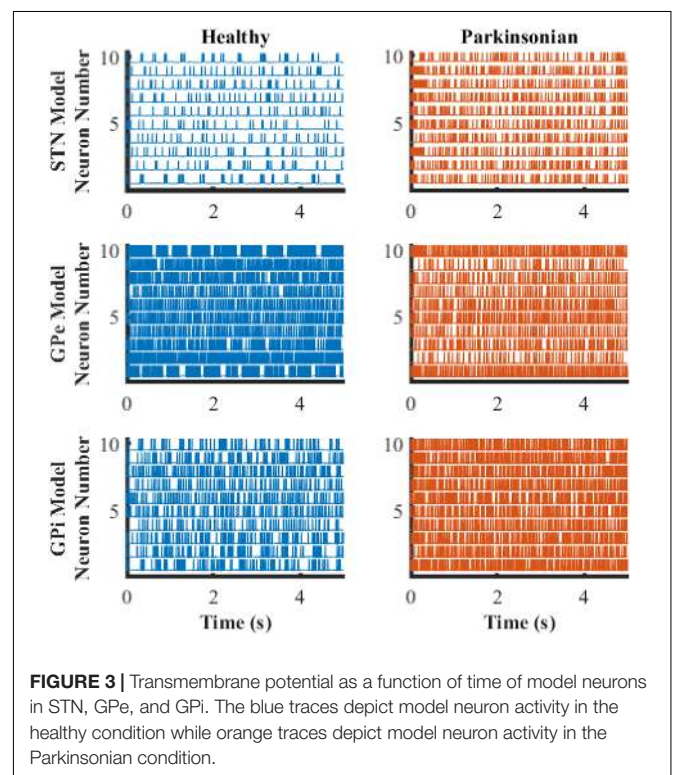 Healthy
Parkinsonian
STN Model
Neuron Number
10
5
0 2 4
10
5
0 2 4
GPe Model
Neuron Number
10
5
0 2 4
10
5
0 2 4
GPi Model
Neuron Number
10
5
0 2 4
Time (s)
10
5
0 2 4
Time (s)
FIGURE 3 | Transmembrane potential as a function of time of model neurons
in STN, GPe, and GPi. The blue traces depict model neuron activity in the
healthy condition while orange traces depict model neuron activity in the
Parkinsonian condition.